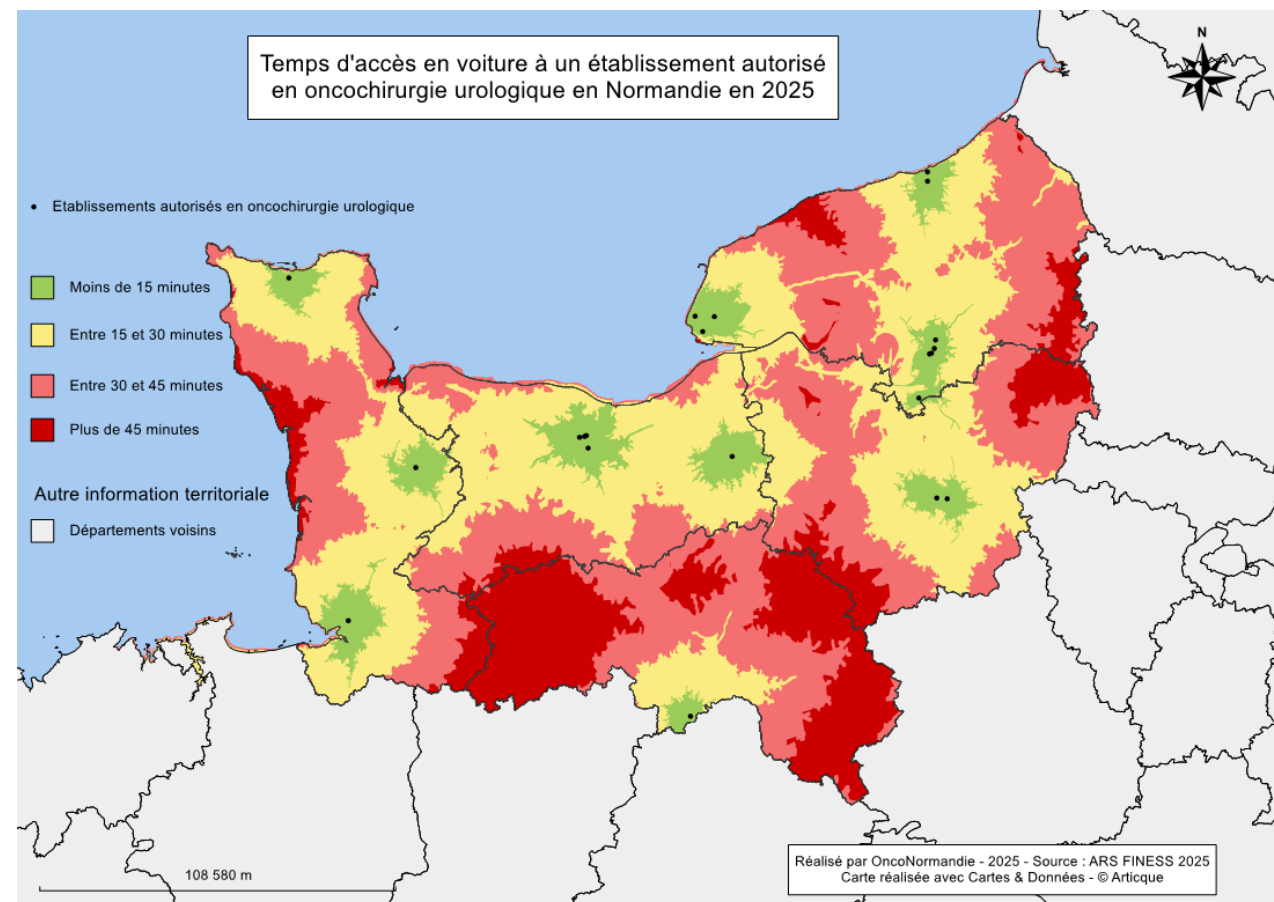 Temps d'accès en voiture à un établissement autorisé
en oncochirurgie urologique en Normandie en 2025
N
Etablissements autorisés en oncochirurgie urologique
Moins de 15 minutes
Entre 15 et 30 minutes
Entre 30 et 45 minutes
Plus de 45 minutes
Autre information territoriale
Départements voisins
108 580 m
Réalisé par OncoNormandie - 2025 - Source : ARS FINESS 2025
Carte réalisée avec Cartes & Données - © Articque